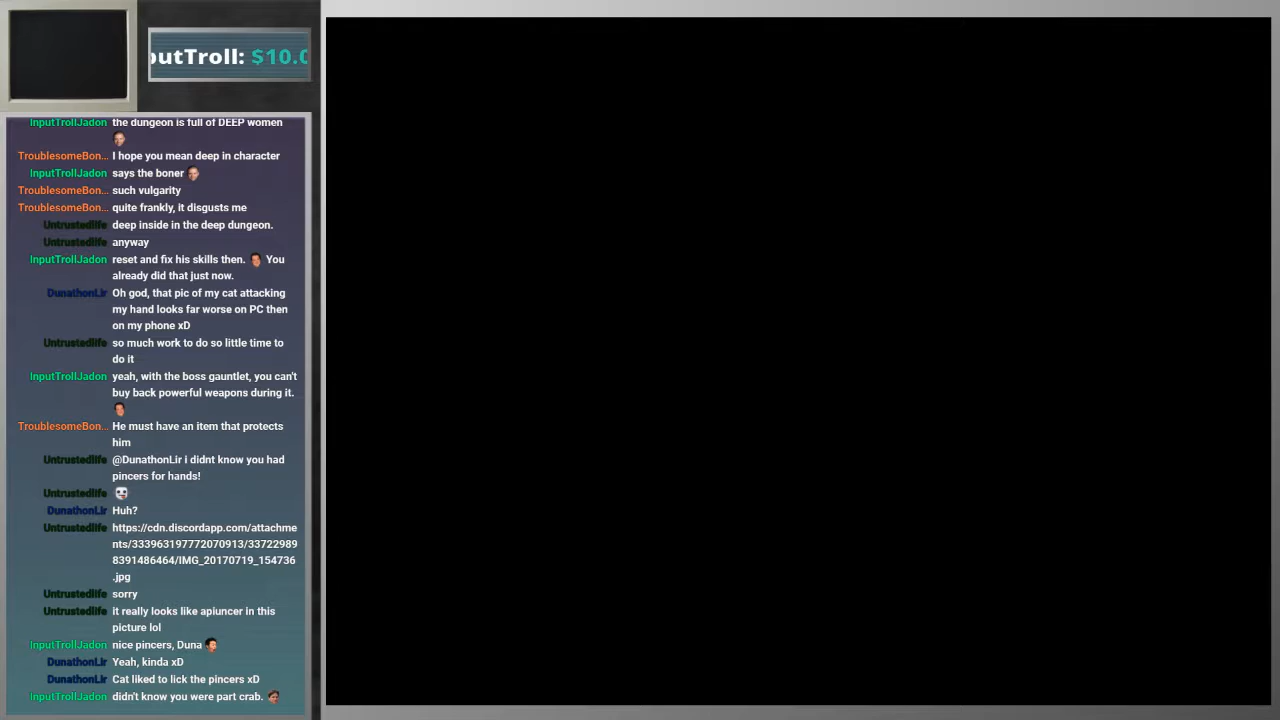 putTroll: $10.0
InputTrollJadon the dungeon is full of DEEP women
TroublesomeBon... I hope you mean deep in character
InputTrollJadon says the boner
TroublesomeBon... such vulgarity
TroublesomeBon... quite frankly, it disgusts me
Untrustedlife deep inside in the deep dungeon.
Untrustedlife anyway
InputTrollJadon reset and fix his skills then. You
already did that just now.
DunathonLir Oh god, that pic of my cat attacking
my hand looks far worse on PC then
on my phone xD
Untrustedlife so much work to do so little time to
do it
InputTrollJadon yeah, with the boss gauntlet, you can't
buy back powerful weapons during it.
TroublesomeBon... He must have an item that protects
him
Untrustedlife @DunathonLir i didnt know you had
pincers for hands!
Untrustedlife
DunathonLir Huh?
Untrustedlife https://cdn.discordapp.com/attachme
nts/333963197772070913/33722989
8391486464/IMG_20170719_154736
.jpg
Untrustedlife sorry
Untrustedlife it really looks like apiuncer in this
picture lol
InputTrollJadon nice pincers, Duna
DunathonLir Yeah, kinda xD
DunathonLir Cat liked to lick the pincers xD
InputTrollJadon didn't know you were part crab.